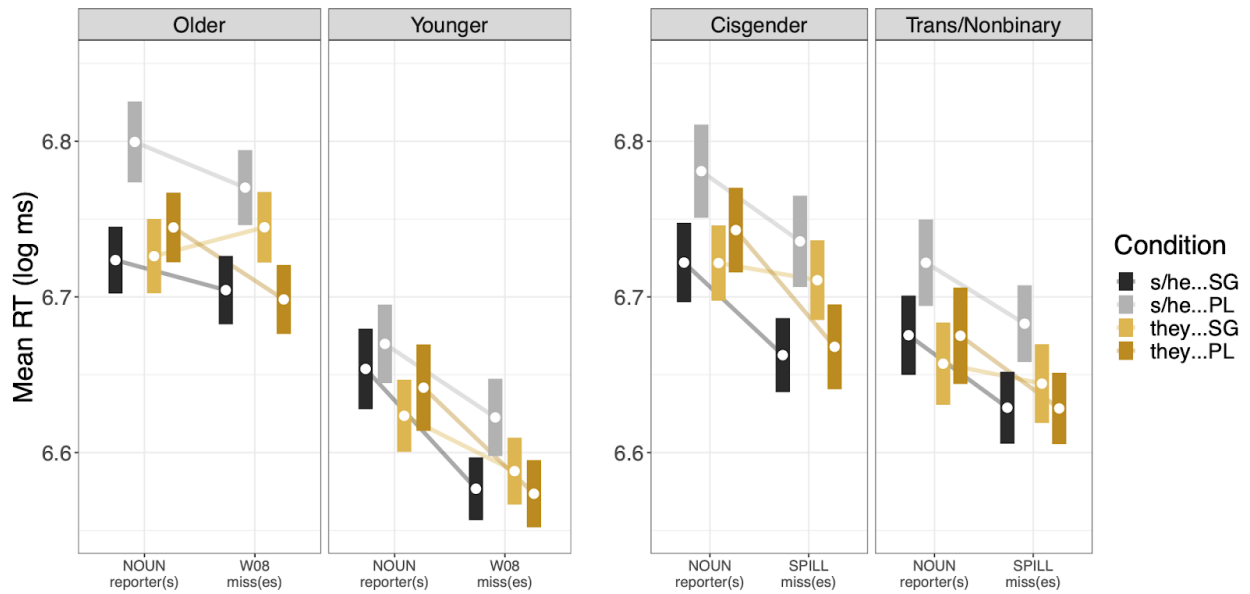 Older
Younger
Cisgender
Trans/Nonbinary
Mean RT (log ms)
6.8
6.7
6.6
6.8
6.7
6.6
NOUN
reporter(s)
W08
miss(es)
NOUN
reporter(s)
W08
miss(es)
NOUN
reporter(s)
SPILL
miss(es)
NOUN
reporter(s)
SPILL
miss(es)
Condition
s/he...SG
s/he...PL
they...SG
they...PL